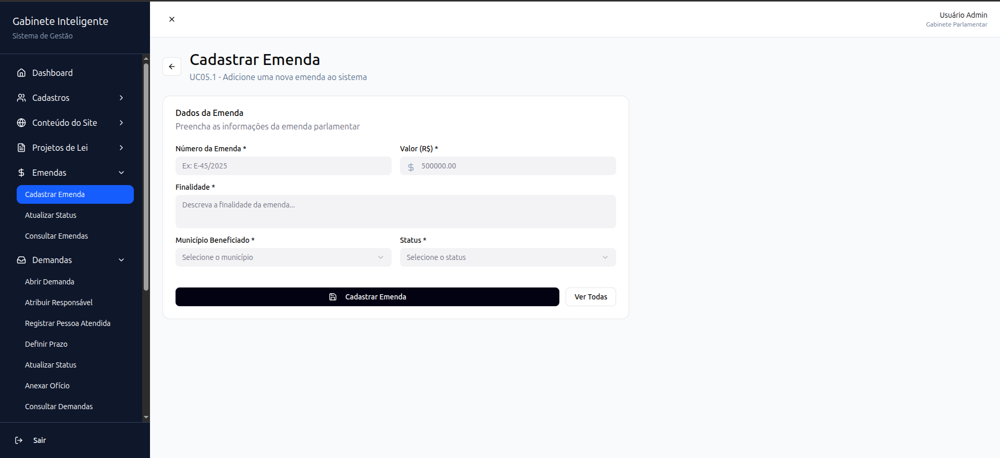 Gabinete Inteligente
Sistema de Gestão
Dashboard
Cadastros
Conteúdo do Site
Projetos de Lei
Emendas
Cadastrar Emenda
Atualizar Status
Consultar Emendas
Demandas
Abrir Demanda
Atribuir Responsável
Registrar Pessoa Atendida
Definir Prazo
Atualizar Status
Anexar Ofício
Consultar Demandas
Sair
Usuário Admin
Gabinete Parlamentar
Cadastrar Emenda
UC05.1 - Adicione uma nova emenda ao sistema
Dados da Emenda
Preencha as informações da emenda parlamentar
Número da Emenda *
Ex: E-45/2025
Valor (R$) *
$ 500000.00
Finalidade *
Descreva a finalidade da emenda...
Município Beneficiado *
Selecione o município
Status *
Selecione o status
Cadastrar Emenda
Ver Todas